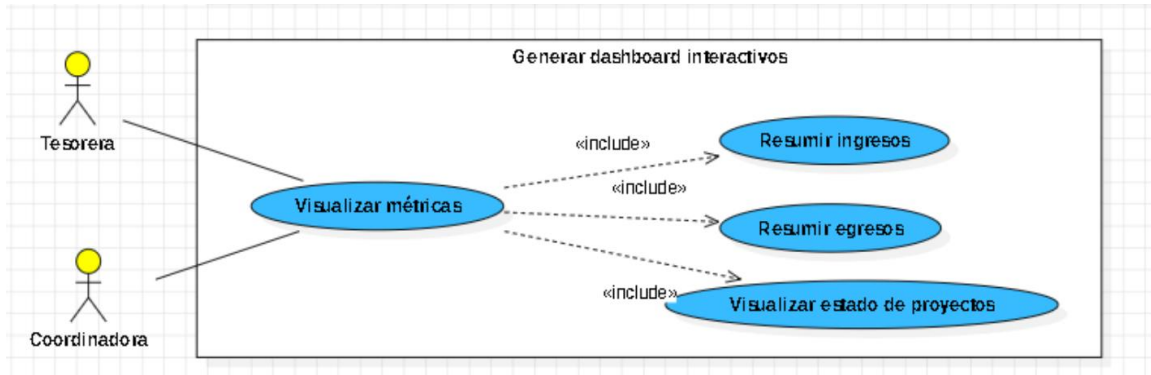 Generar dashboard interactivos
Tesorera
«include»
Resumir ingresos
«include»
Visualizar métricas
Resumir egresos
«include»
Visualizar estado de proyectos
Coordinadora